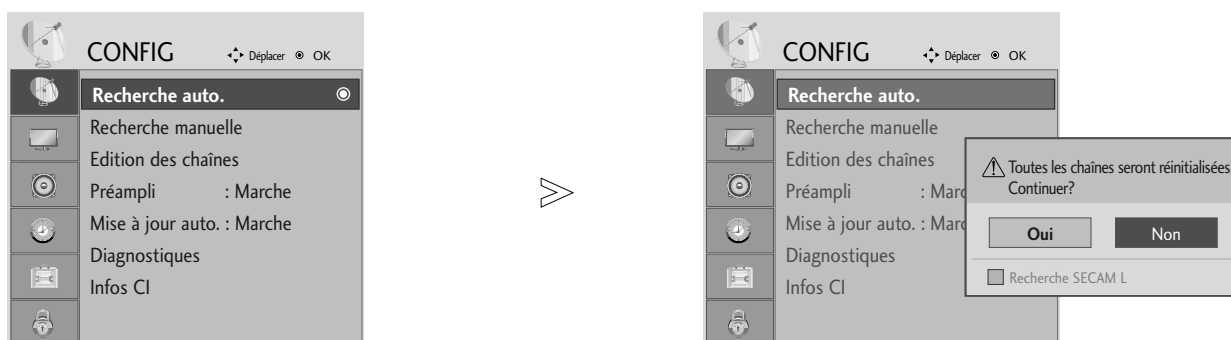 CONFIG Déplacer OK
Recherche auto.
Recherche manuelle
Edition des chaînes
Préampli : Marche
Mise à jour auto. : Marche
Diagnostiques
Infos CI
CONFIG Déplacer OK
Recherche auto.
Recherche manuelle
Edition des chaînes
Préampli : Marc
Mise à jour auto. : Marc
Diagnostiques
Infos CI
Toutes les chaînes seront réinitialisées.
Continuer?
Oui Non
Recherche SECAM L